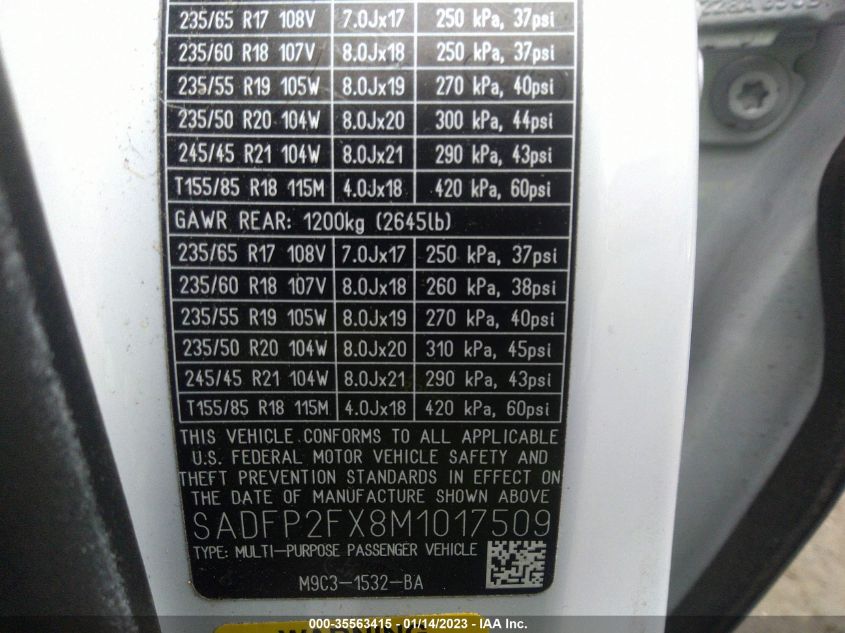 235/65 R17 108V 7.0Jx17 250 kPa, 37psi
235/60 R18 107V 8.0Jx18 250 kPa, 37psi
235/55 R19 105W 8.0Jx19 270 kPa, 40psi
235/50 R20 104W 8.0Jx20 300 kPa, 44psi
245/45 R21 104W 8.0Jx21 290 kPa, 43psi
T155/85 R18 115M 4.0Jx18 420 kPa, 60psi
GAWR REAR: 1200kg (2645lb)
235/65 R17 108V 7.0Jx17 250 kPa, 37psi
235/60 R18 107V 8.0Jx18 260 kPa, 38psi
235/55 R19 105W 8.0Jx19 270 kPa, 40psi
235/50 R20 104W 8.0Jx20 310 kPa, 45psi
245/45 R21 104W 8.0Jx21 290 kPa, 43psi
T155/85 R18 115M 4.0Jx18 420 kPa, 60psi
THIS VEHICLE CONFORMS TO ALL APPLICABLE
U.S. FEDERAL MOTOR VEHICLE SAFETY AND
THEFT PREVENTION STANDARDS IN EFFECT ON
THE DATE OF MANUFACTURE SHOWN ABOVE
SADFP2FX8M1017509
TYPE: MULTI-PURPOSE PASSENGER VEHICLE
M9C3-1532-BA
WARNING
000-35563415 - 01/14/2023 - IAA Inc.